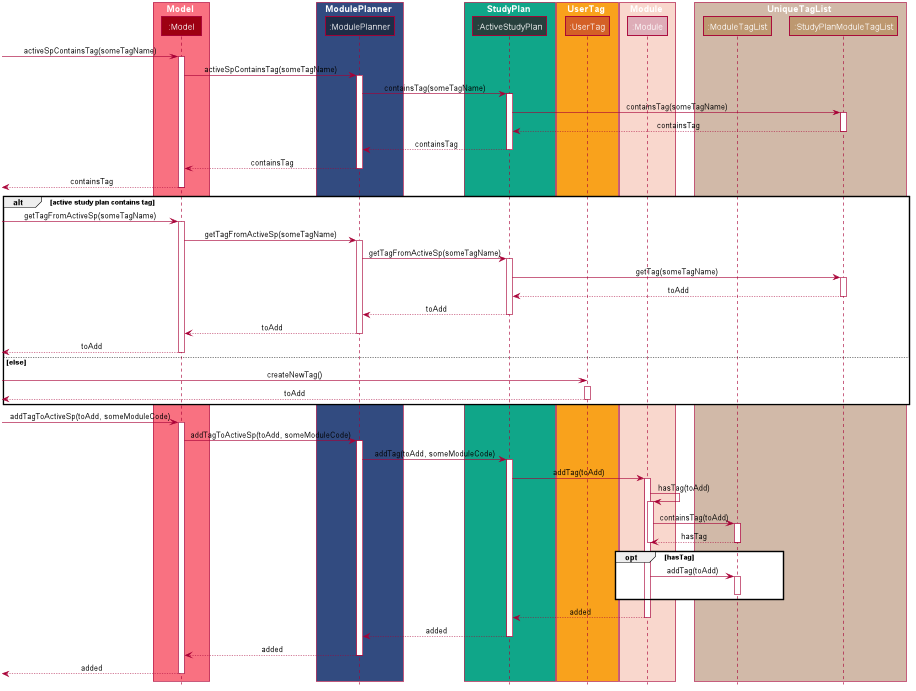 Model
ModulePlanner
StudyPlan
UserTag
Module
UniqueTagList
:Model
:ModulePlanner
:ActiveStudyPlan
:UserTag
:Module
:ModuleTagList
:StudyPlanModuleTagList
activeSpContainsTag(someTagName)
activeSpContainsTag(someTagName)
containsTag(someTagName)
containsTag(someTagName)
containsTag
containsTag
containsTag
containsTag
alt
[active study plan contains tag]
getTagFromActiveSp(someTagName)
getTagFromActiveSp(someTagName)
getTagFromActiveSp(someTagName)
getTag(someTagName)
toAdd
toAdd
toAdd
toAdd
[else]
createNewTag()
toAdd
addTagToActiveSp(toAdd, someModuleCode)
addTagToActiveSp(toAdd, someModuleCode)
addTag(toAdd, someModuleCode)
addTag(toAdd)
hasTag(toAdd)
containsTag(toAdd)
hasTag
opt
[hasTag]
addTag(toAdd)
added
added
added
added